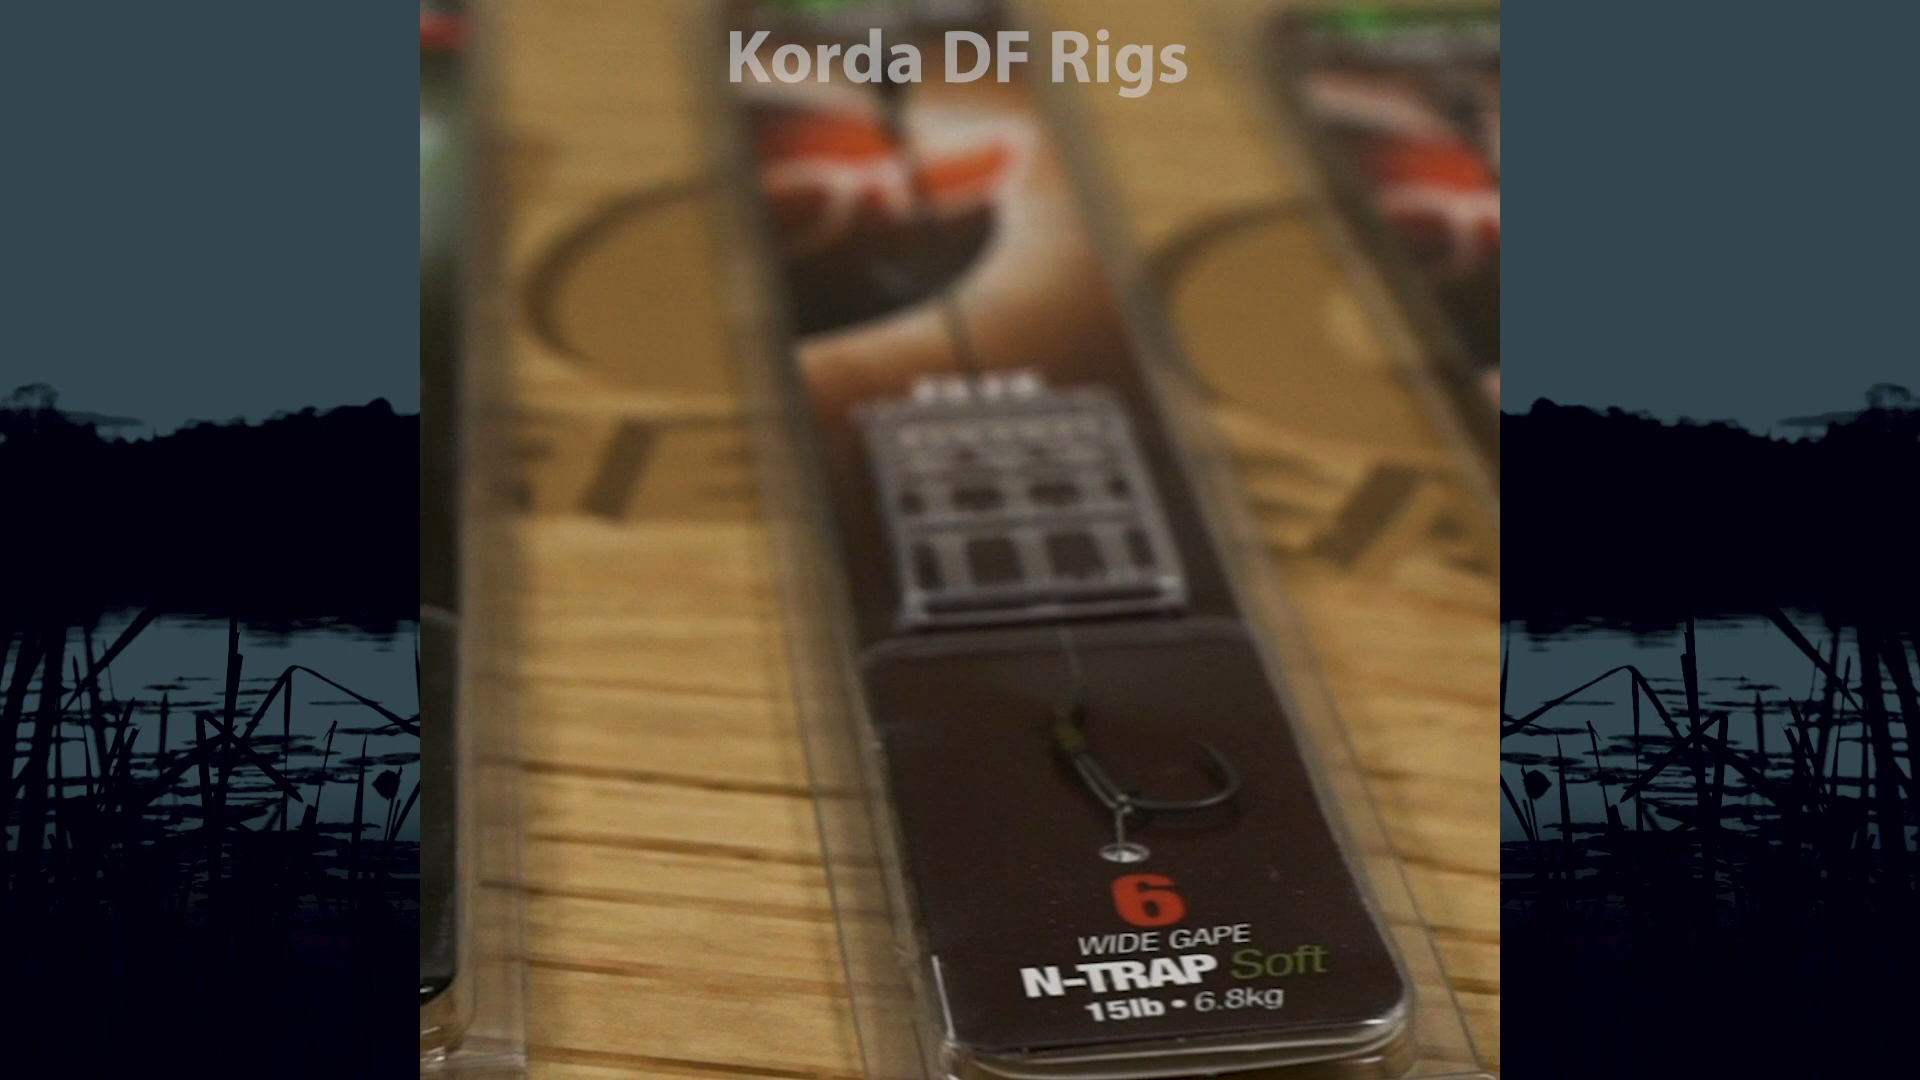 Korda DF Rigs
6
WIDE GAPE
N-TRAP Soft
15lb • 6.8kg